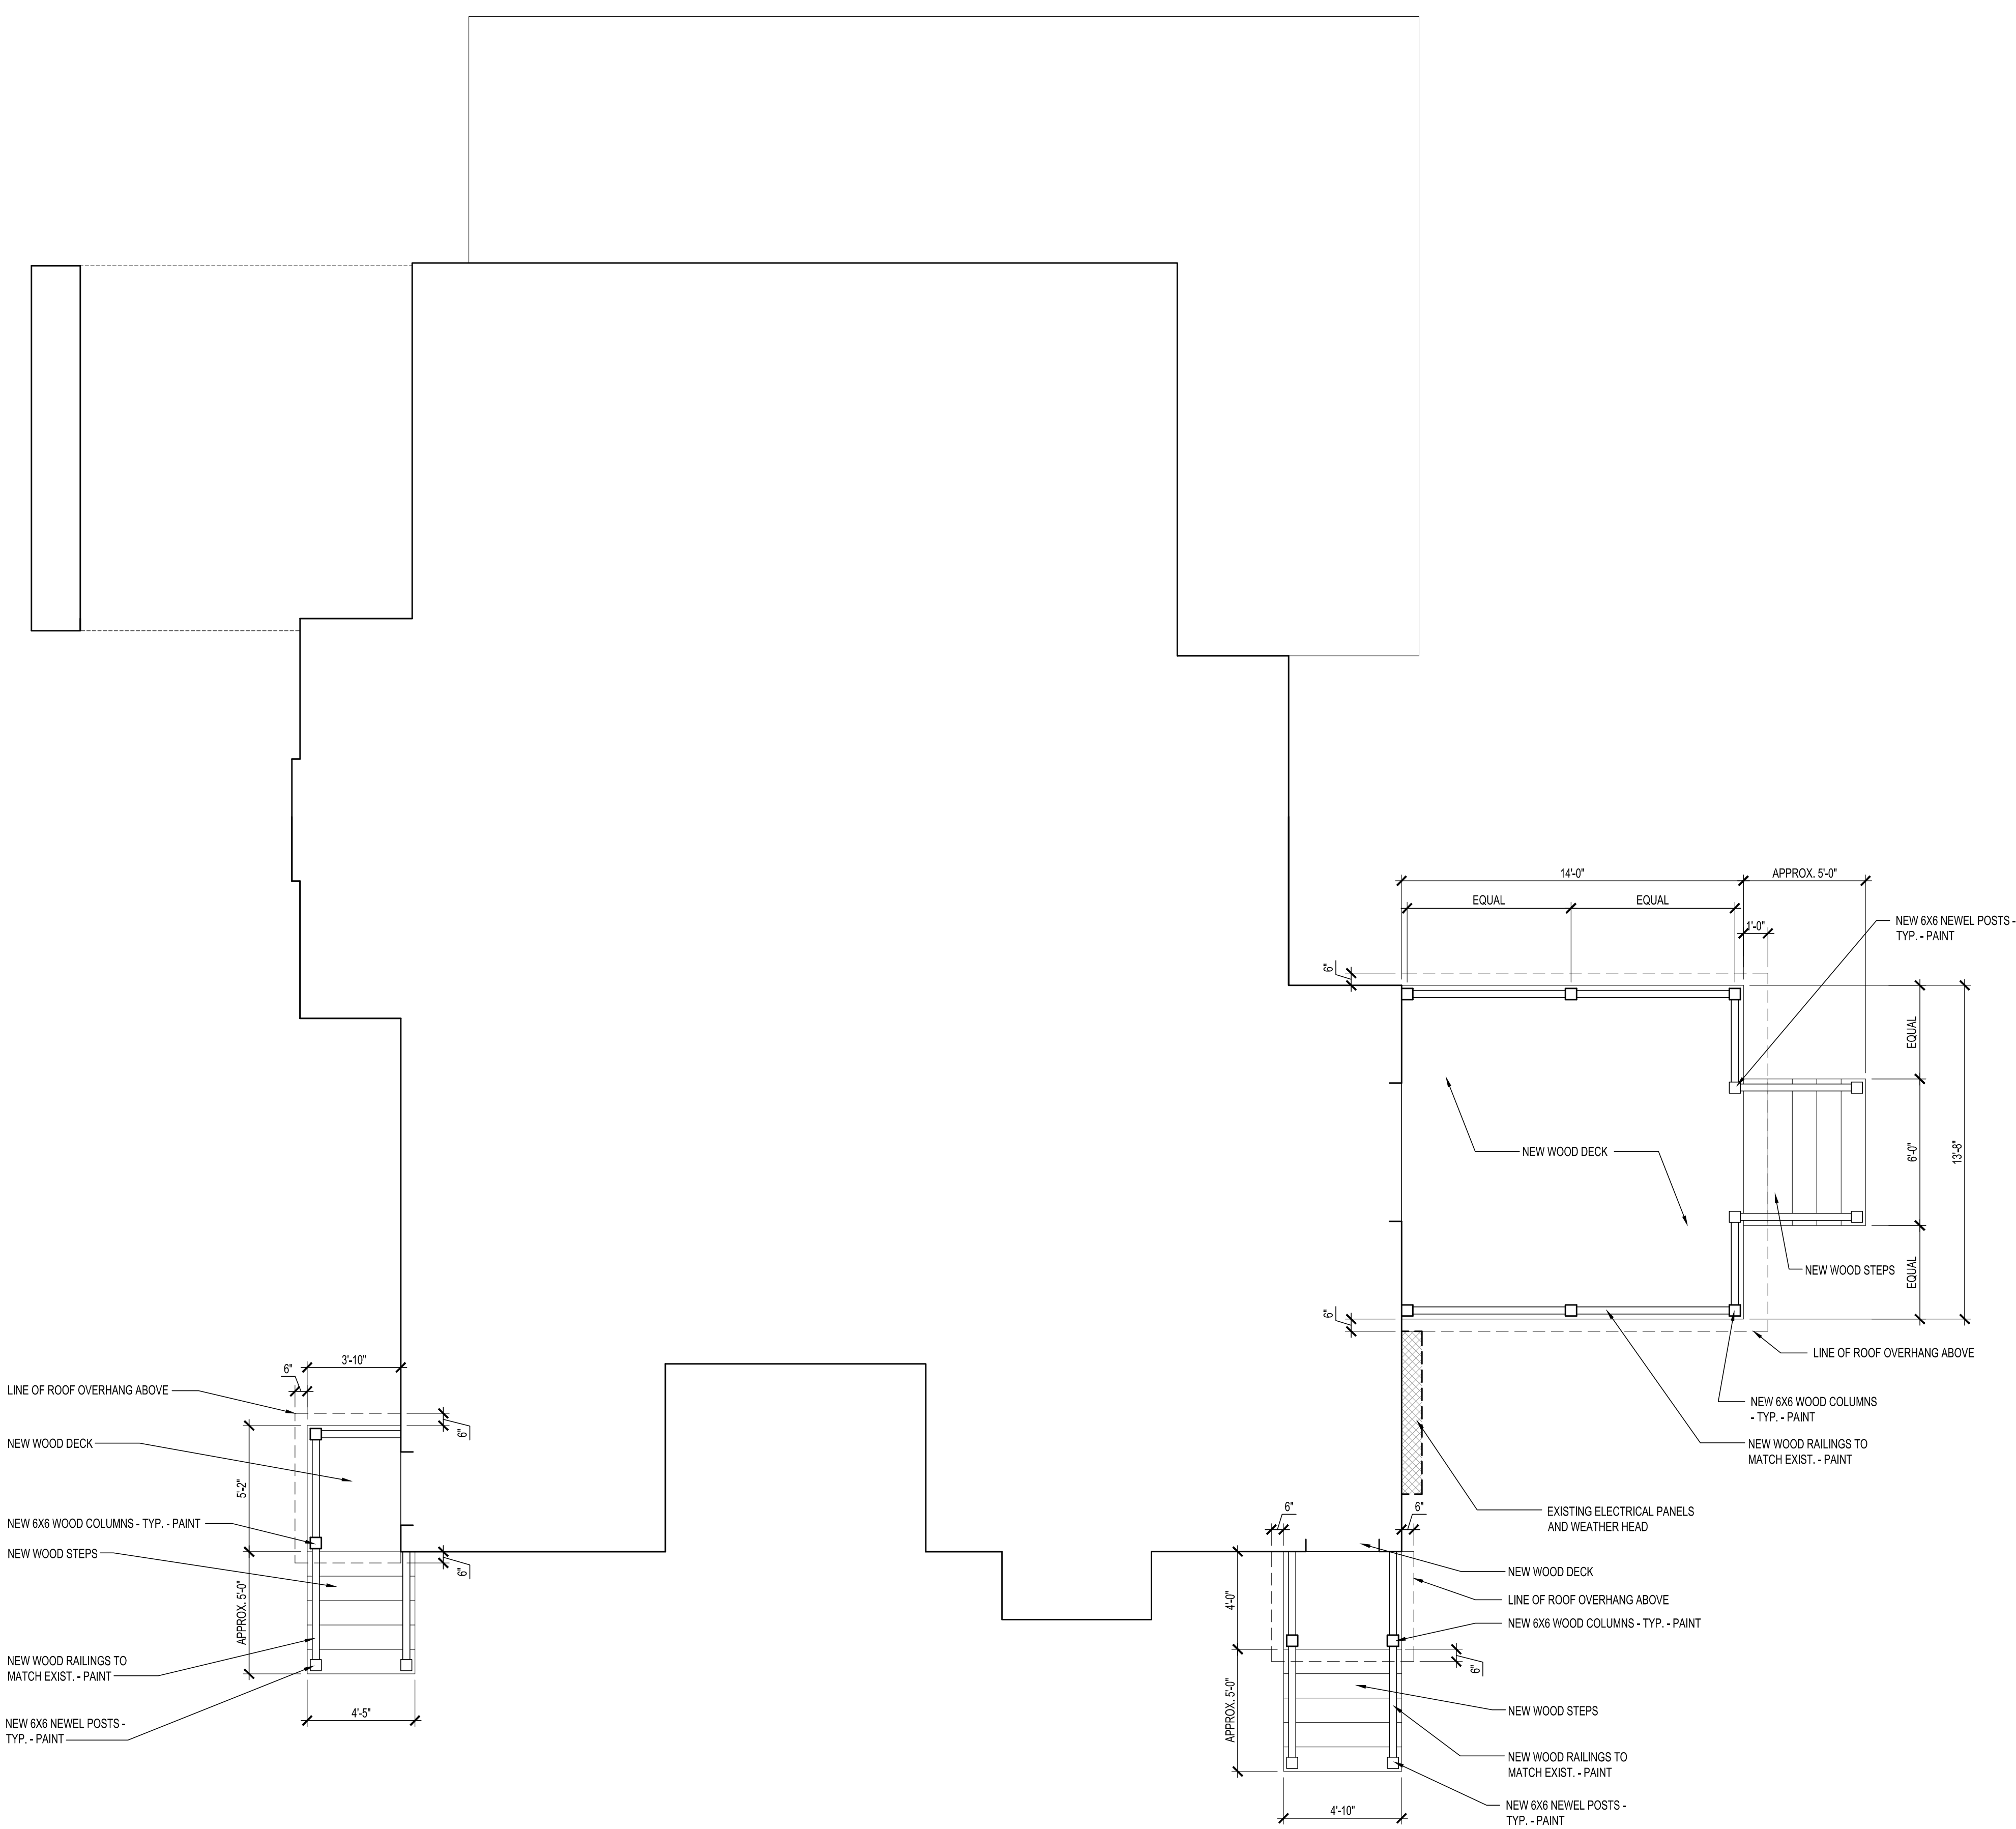 14'-0"
APPROX. 5'-0"
EQUAL
EQUAL
1'-0"
NEW 6X6 NEWEL POSTS -
TYP. - PAINT
6"
EQUAL
6'-0"
13'-8"
EQUAL
NEW WOOD DECK
NEW WOOD STEPS
6"
LINE OF ROOF OVERHANG ABOVE
NEW 6X6 WOOD COLUMNS
- TYP. - PAINT
NEW WOOD RAILINGS TO
MATCH EXIST. - PAINT
EXISTING ELECTRICAL PANELS
AND WEATHER HEAD
3'-10"
6"
LINE OF ROOF OVERHANG ABOVE
6"
NEW WOOD DECK
5'-2"
NEW 6X6 WOOD COLUMNS - TYP. - PAINT
NEW WOOD STEPS
6"
APPROX. 5'-0"
NEW WOOD RAILINGS TO
MATCH EXIST. - PAINT
NEW 6X6 NEWEL POSTS -
TYP. - PAINT
4'-5"
6"
6"
NEW WOOD DECK
4'-0"
LINE OF ROOF OVERHANG ABOVE
NEW 6X6 WOOD COLUMNS - TYP. - PAINT
6"
APPROX. 5'-0"
NEW WOOD STEPS
NEW WOOD RAILINGS TO
MATCH EXIST. - PAINT
NEW 6X6 NEWEL POSTS -
TYP. - PAINT
4'-10"